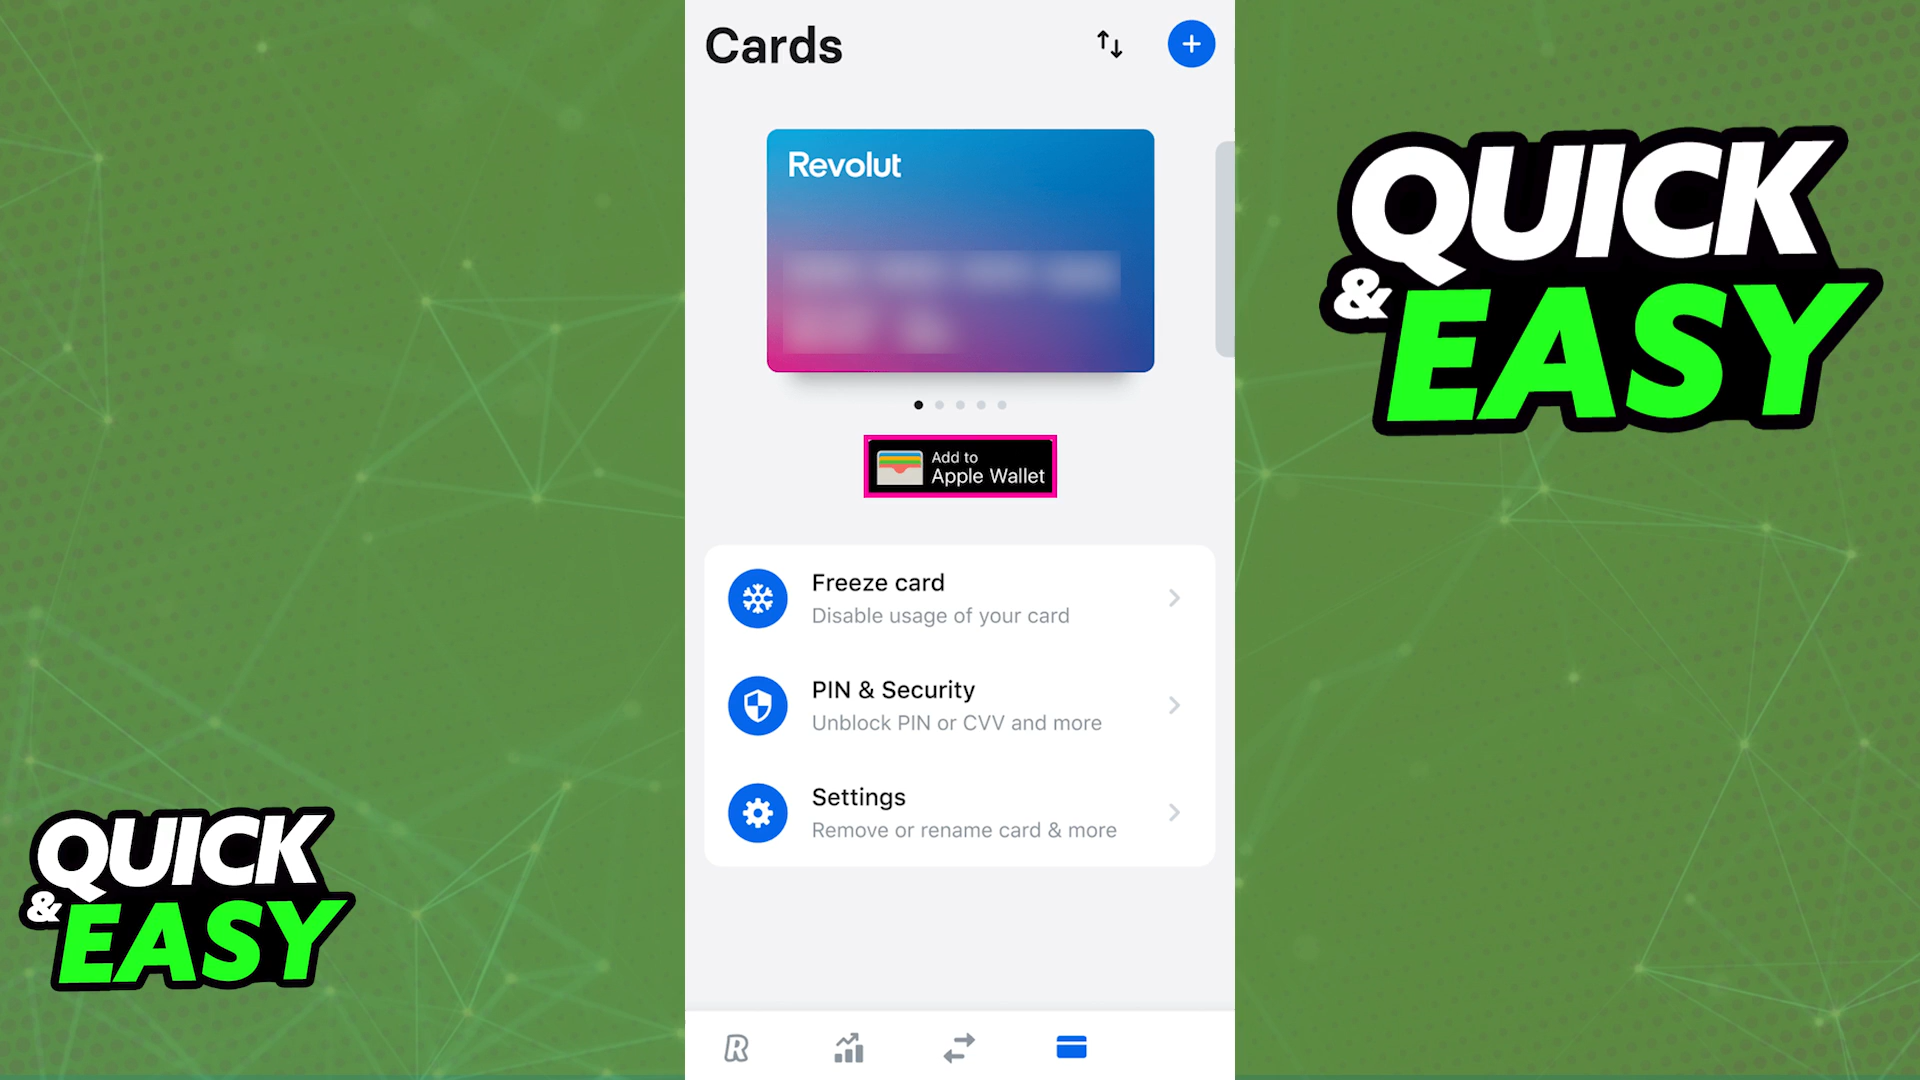 Cards
Revolut
Add to
Apple Wallet
Freeze card
Disable usage of your card
PIN & Security
Unblock PIN or CVV and more
Settings
Remove or rename card & more
R
QUICK
& EASY
QUICK
& EASY